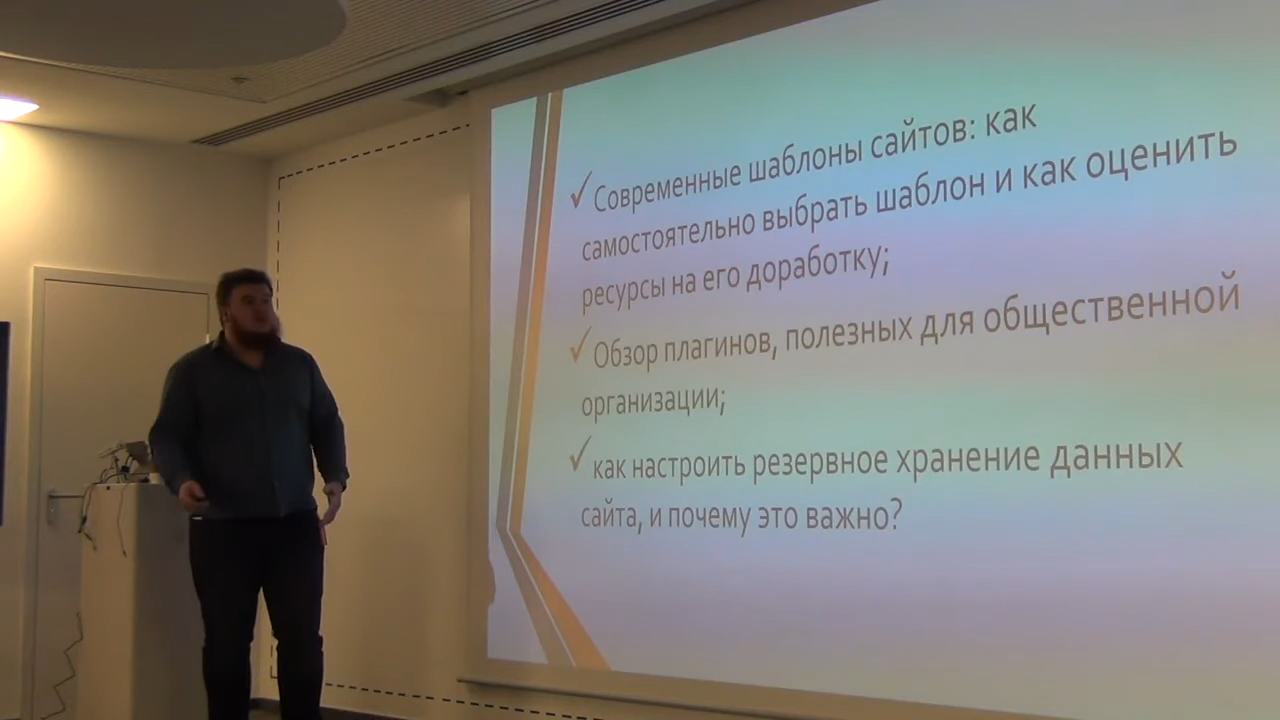 ✓ Современные шаблоны сайтов: как
самостоятельно выбрать шаблон и как оценить
ресурсы на его доработку;
✓ Обзор плагинов, полезных для общественной
организации;
✓ как настроить резервное хранение данных
сайта, и почему это важно?